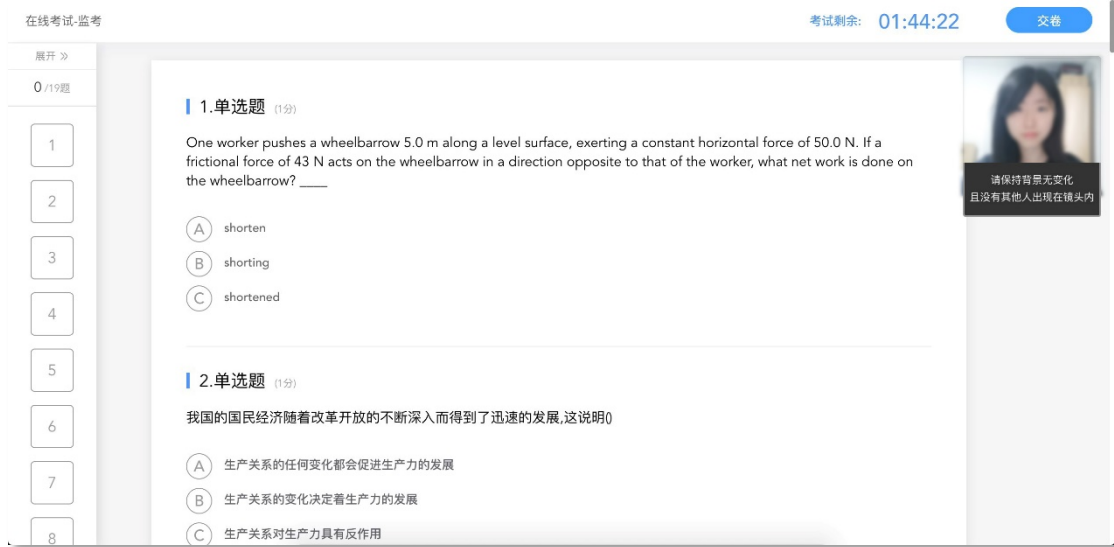 在线考试-监考
考试剩余: 01:44:22
交卷
展开 »
0 /19题
1
2
3
4
5
6
7
8
1.单选题 (1分)
One worker pushes a wheelbarrow 5.0 m along a level surface, exerting a constant horizontal force of 50.0 N. If a
frictional force of 43 N acts on the wheelbarrow in a direction opposite to that of the worker, what net work is done on
the wheelbarrow? ____
A shorten
B shorting
C shortened
2.单选题 (1分)
我国的国民经济随着改革开放的不断深入而得到了迅速的发展,这说明()
A 生产关系的任何变化都会促进生产力的发展
B 生产关系的变化决定着生产力的发展
C 生产关系对生产力具有反作用
请保持背景无变化
且没有其他人出现在镜头内